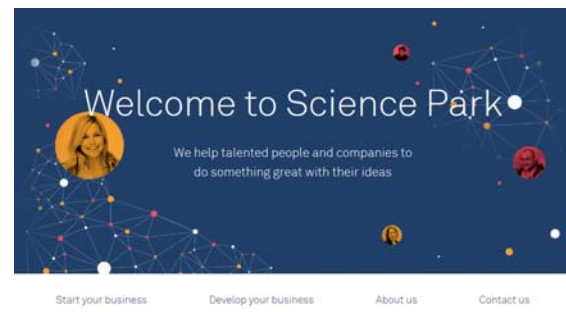 Welcome to Science Park
We help talented people and companies to
do something great with their ideas
Start your business
Develop your business
About us
Contact us